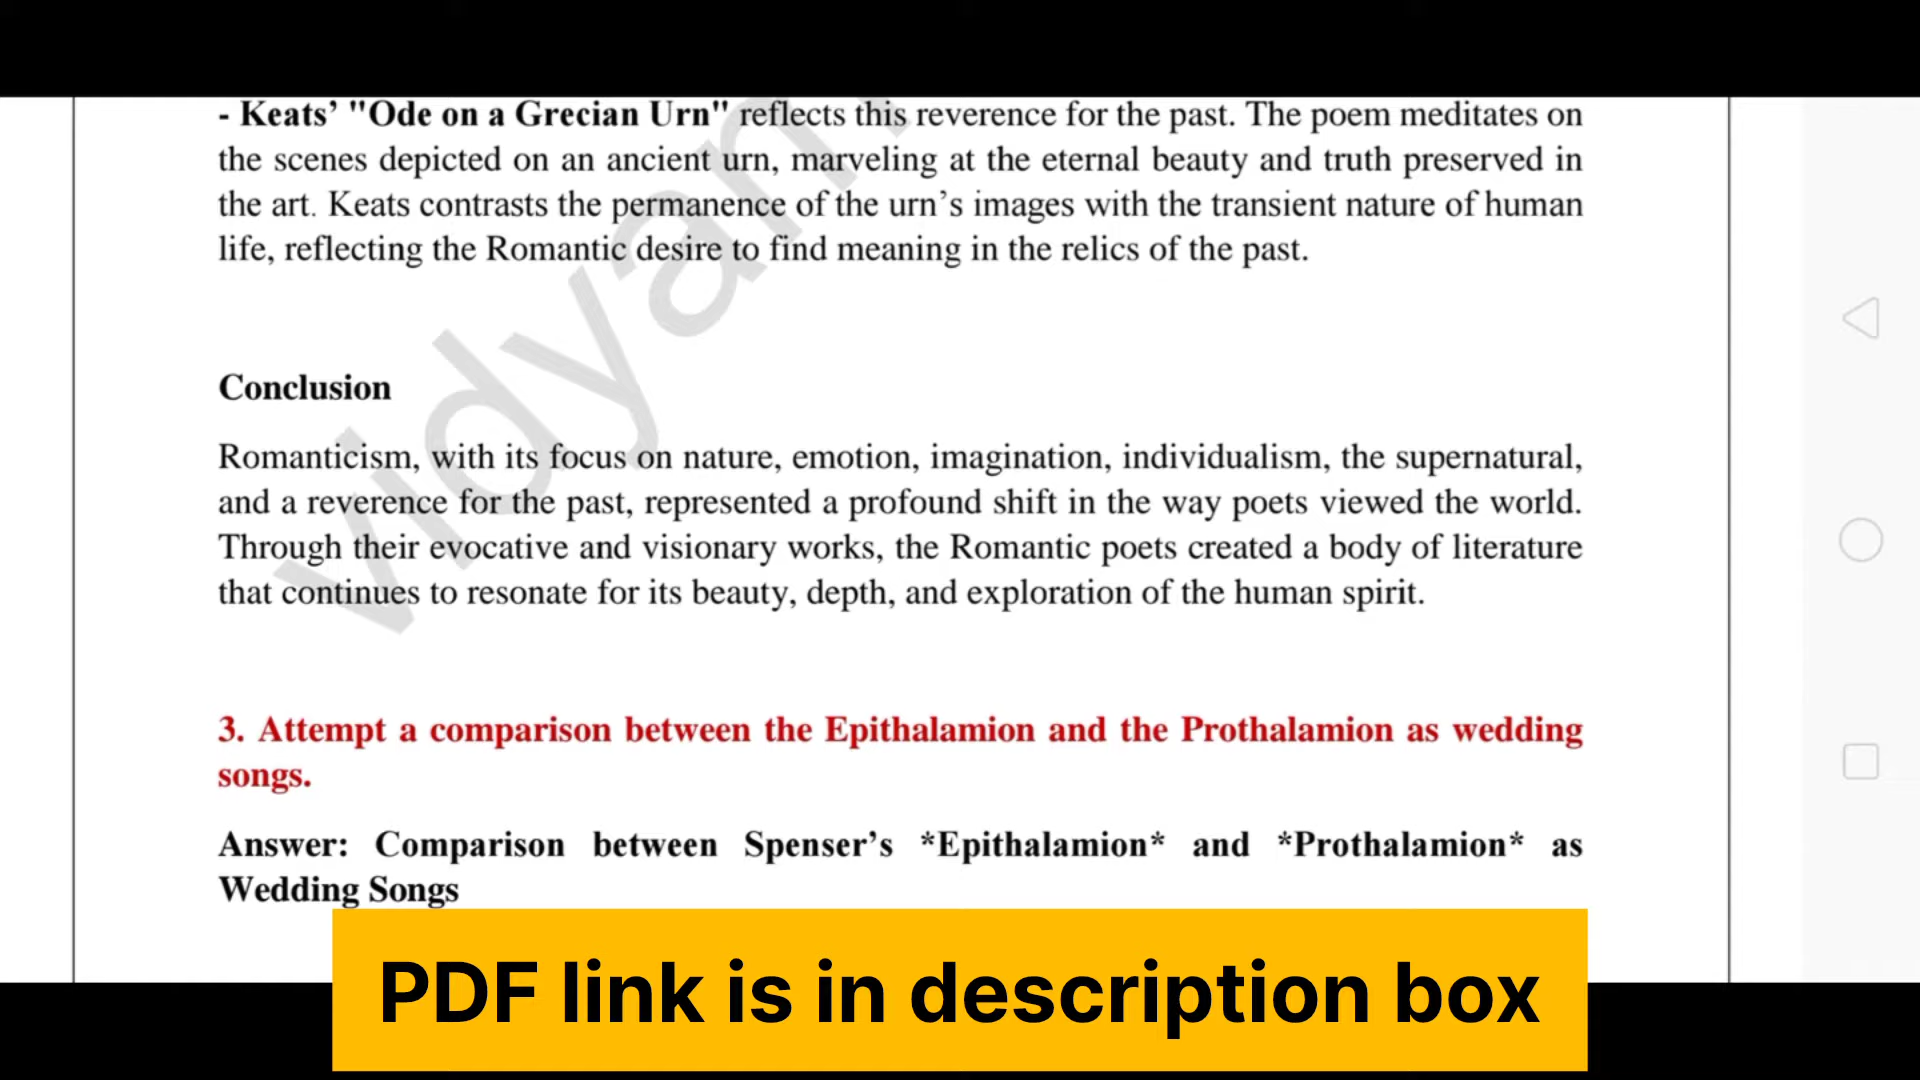 - Keats’ "Ode on a Grecian Urn" reflects this reverence for the past. The poem meditates on
the scenes depicted on an ancient urn, marveling at the eternal beauty and truth preserved in
the art. Keats contrasts the permanence of the urn’s images with the transient nature of human
life, reflecting the Romantic desire to find meaning in the relics of the past.
Conclusion
Romanticism, with its focus on nature, emotion, imagination, individualism, the supernatural,
and a reverence for the past, represented a profound shift in the way poets viewed the world.
Through their evocative and visionary works, the Romantic poets created a body of literature
that continues to resonate for its beauty, depth, and exploration of the human spirit.
3. Attempt a comparison between the Epithalamion and the Prothalamion as wedding
songs.
Answer: Comparison between Spenser’s *Epithalamion* and *Prothalamion* as
Wedding Songs
PDF link is in description box